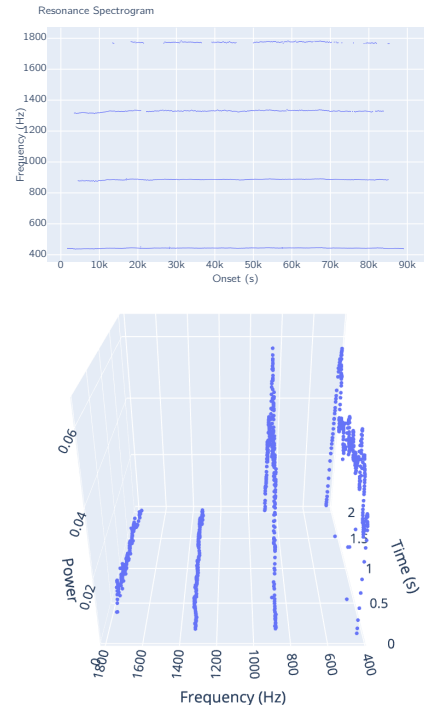 Resonance Spectrogram
1800
1600
1400
1200
1000
800
600
400
Frequency (Hz)
0 10k 20k 30k 40k 50k 60k 70k 80k 90k
Onset (s)
0.06
0.04
0.02
0
Power
2
1.5
1
0.5
0
Time (s)
1800 1600 1400 1200 1000 800 600 400
Frequency (Hz)